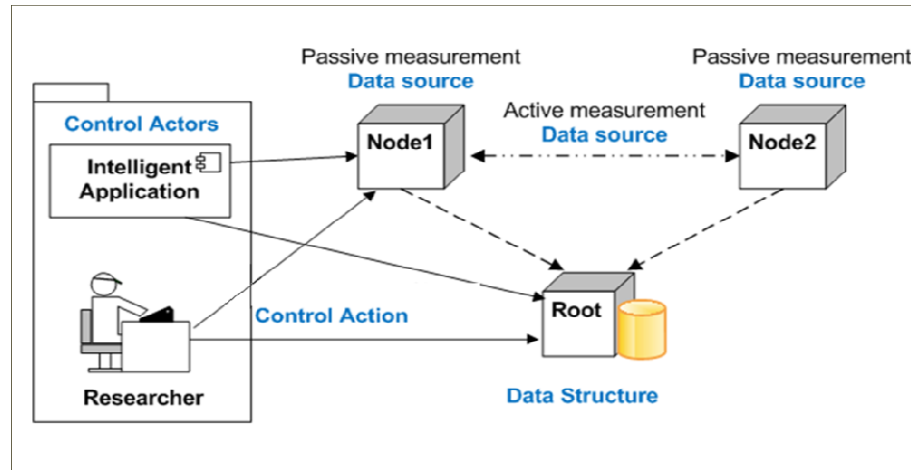 Passive measurement
Data source
Passive measurement
Data source
Control Actors
Active measurement
Data source
Intelligent
Application
Node1
Node2
Root
Control Action
Researcher
Data Structure